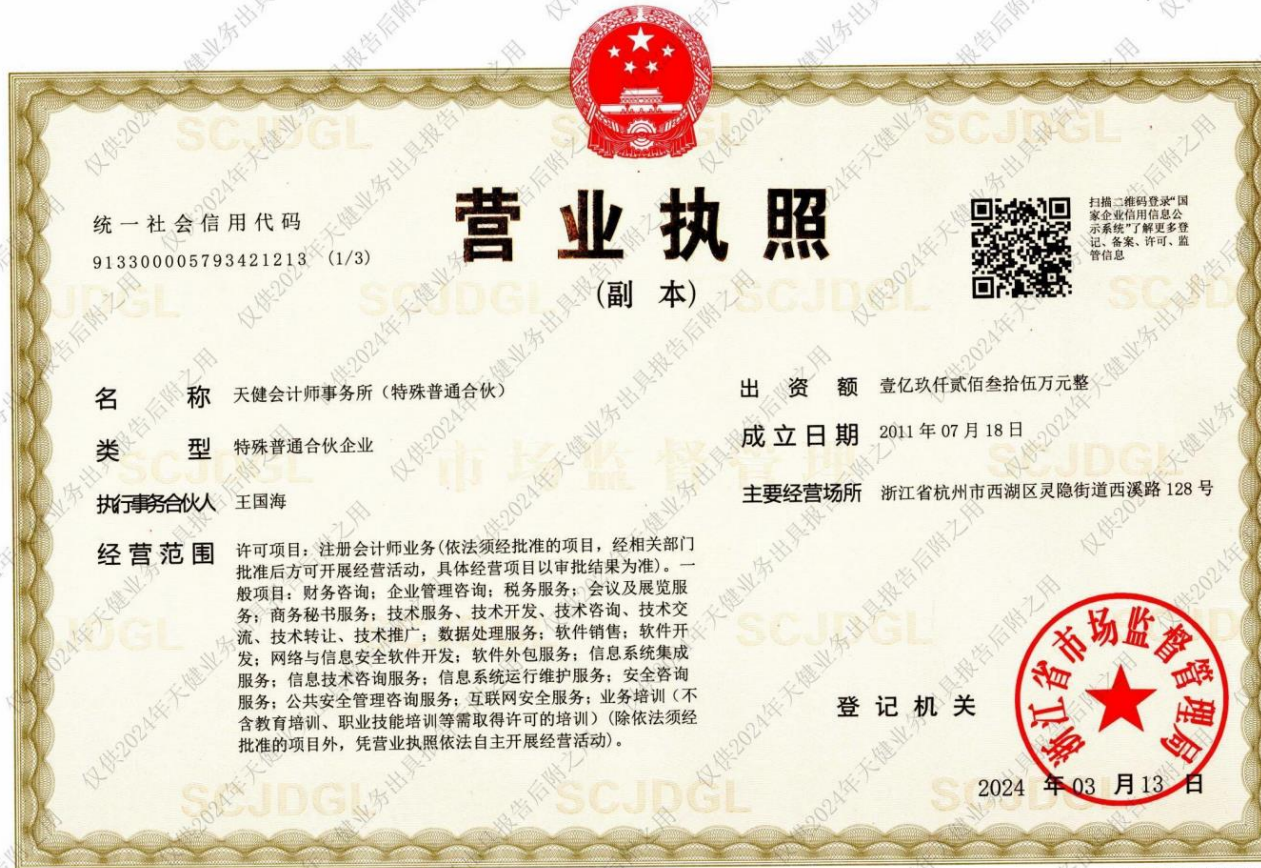 营业执照
(副 本)
统一社会信用代码
913300005793421213 (1/3)
扫描二维码登录“国
家企业信用信息公
示系统”了解更多登
记、备案、许可、监
管信息
名 称 天健会计师事务所（特殊普通合伙）
类 型 特殊普通合伙企业
执行事务合伙人 王国海
经营范围 许可项目：注册会计师业务(依法须经批准的项目，经相关部门
批准后方可开展经营活动，具体经营项目以审批结果为准)。一
般项目：财务咨询；企业管理咨询；税务服务；会议及展览服
务；商务秘书服务；技术服务、技术开发、技术咨询、技术交
流、技术转让、技术推广；数据处理服务；软件销售；软件开
发；网络与信息安全软件开发；软件外包服务；信息系统集成
服务；信息技术咨询服务；信息系统运行维护服务；安全咨询
服务；公共安全管理咨询服务；互联网安全服务；业务培训（不
含教育培训、职业技能培训等需取得许可的培训）(除依法须经
批准的项目外，凭营业执照依法自主开展经营活动)。
出 资 额 壹亿玖仟贰佰叁拾伍万元整
成立日期 2011 年 07 月 18 日
主要经营场所 浙江省杭州市西湖区灵隐街道西溪路 128 号
登记机关
浙江省市场监督管理局
2024 年 03 月 13 日
SCJDGL
市场监督管理
仅供2024年天健业务出具报告后附之用